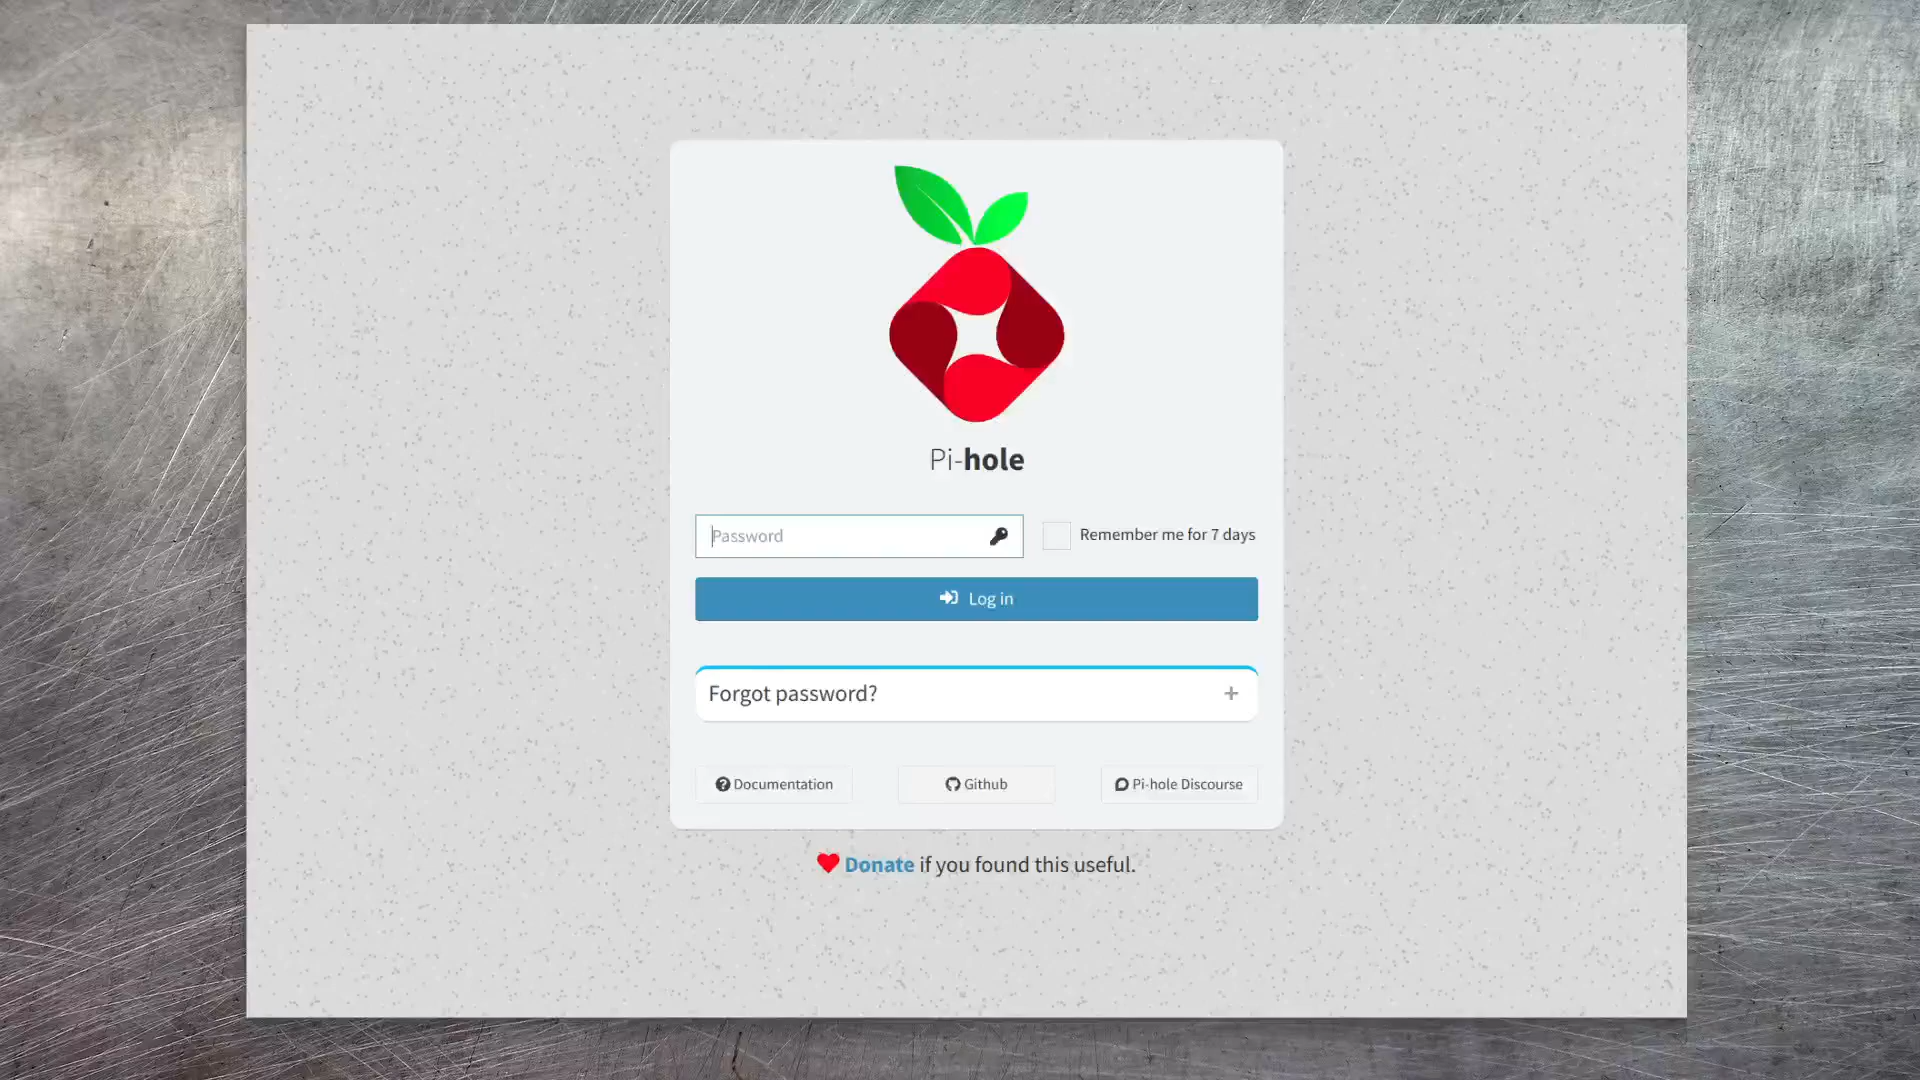 Pi-hole
Password
Remember me for 7 days
Log in
Forgot password?
Documentation
Github
Pi-hole Discourse
Donate if you found this useful.